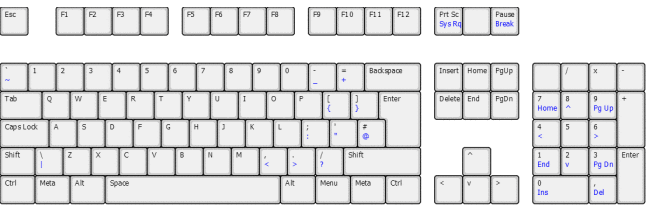 Esc F1 F2 F3 F4 F5 F6 F7 F8 F9 F10 F11 F12 Prt Sc Pause
Sys Rq Break
` 1 2 3 4 5 6 7 8 9 0 - = Backspace Insert Home PgUp / x -
~ _ +
Tab Q W E R T Y U I O P [ ] Enter Delete End PgDn 7 8 9 +
{ } Home ^ Pg Up
Caps Lock A S D F G H J K L ; ' # 4 5 6
: " @ < >
Shift \ Z X C V B N M , . / Shift ^ 1 2 3 Enter
| < > ? End v Pg Dn
Ctrl Meta Alt Space Alt Menu Meta Ctrl < v > 0 ,
Ins Del